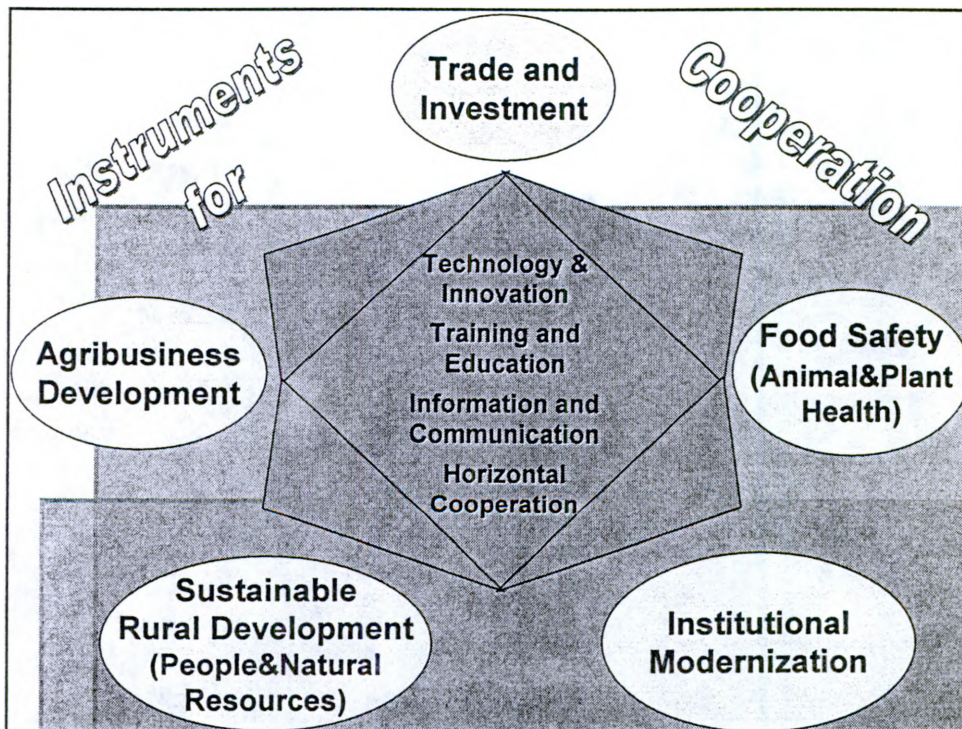 Instruments
for
Cooperation
Trade and
Investment
Technology &
Innovation
Training and
Education
Information and
Communication
Horizontal
Cooperation
Agribusiness
Development
Food Safety
(Animal&Plant
Health)
Sustainable
Rural Development
(People&Natural
Resources)
Institutional
Modernization